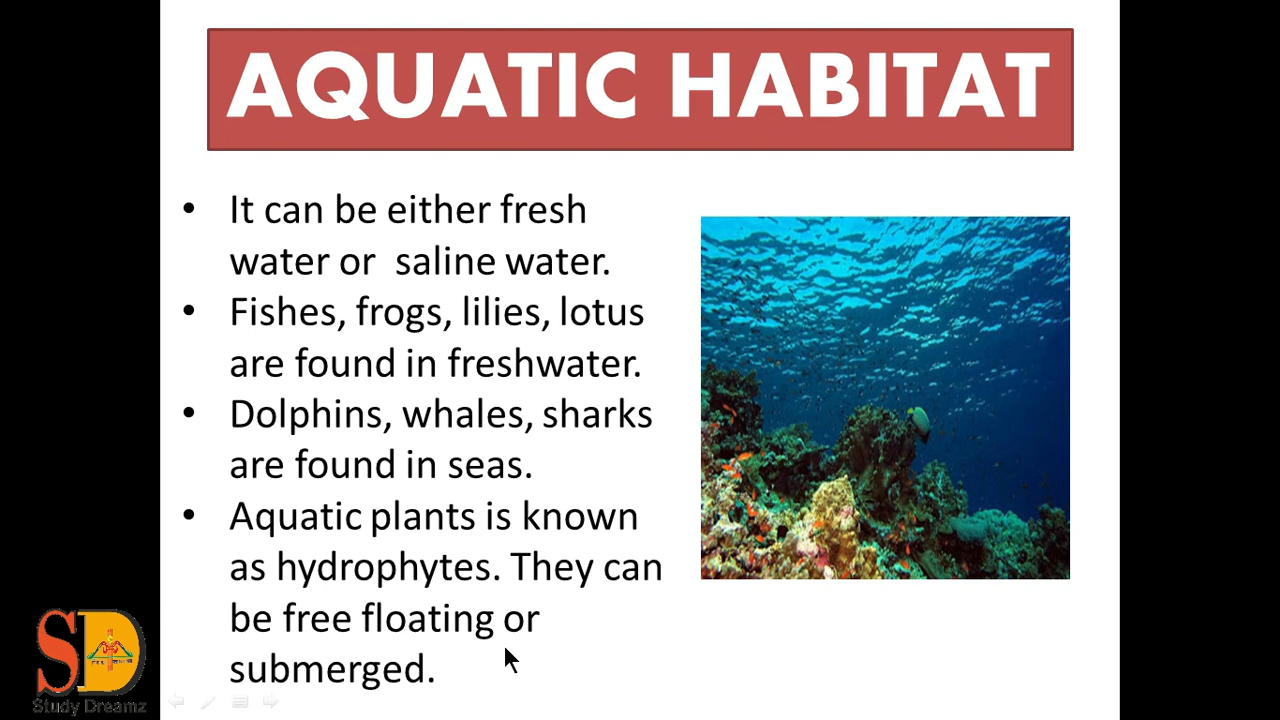 AQUATIC HABITAT
• It can be either fresh
water or saline water.
• Fishes, frogs, lilies, lotus
are found in freshwater.
• Dolphins, whales, sharks
are found in seas.
• Aquatic plants is known
as hydrophytes. They can
be free floating or
submerged.
SD
Study Dreamz